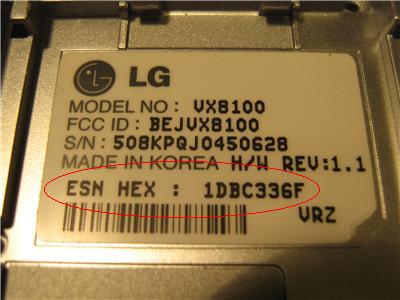 LG
MODEL NO : VX8100
FCC ID : BEJVX8100
S/N : 508KPQJ0450628
MADE IN KOREA H/W REV:1.1
ESN HEX : 1DBC336F
VRZ